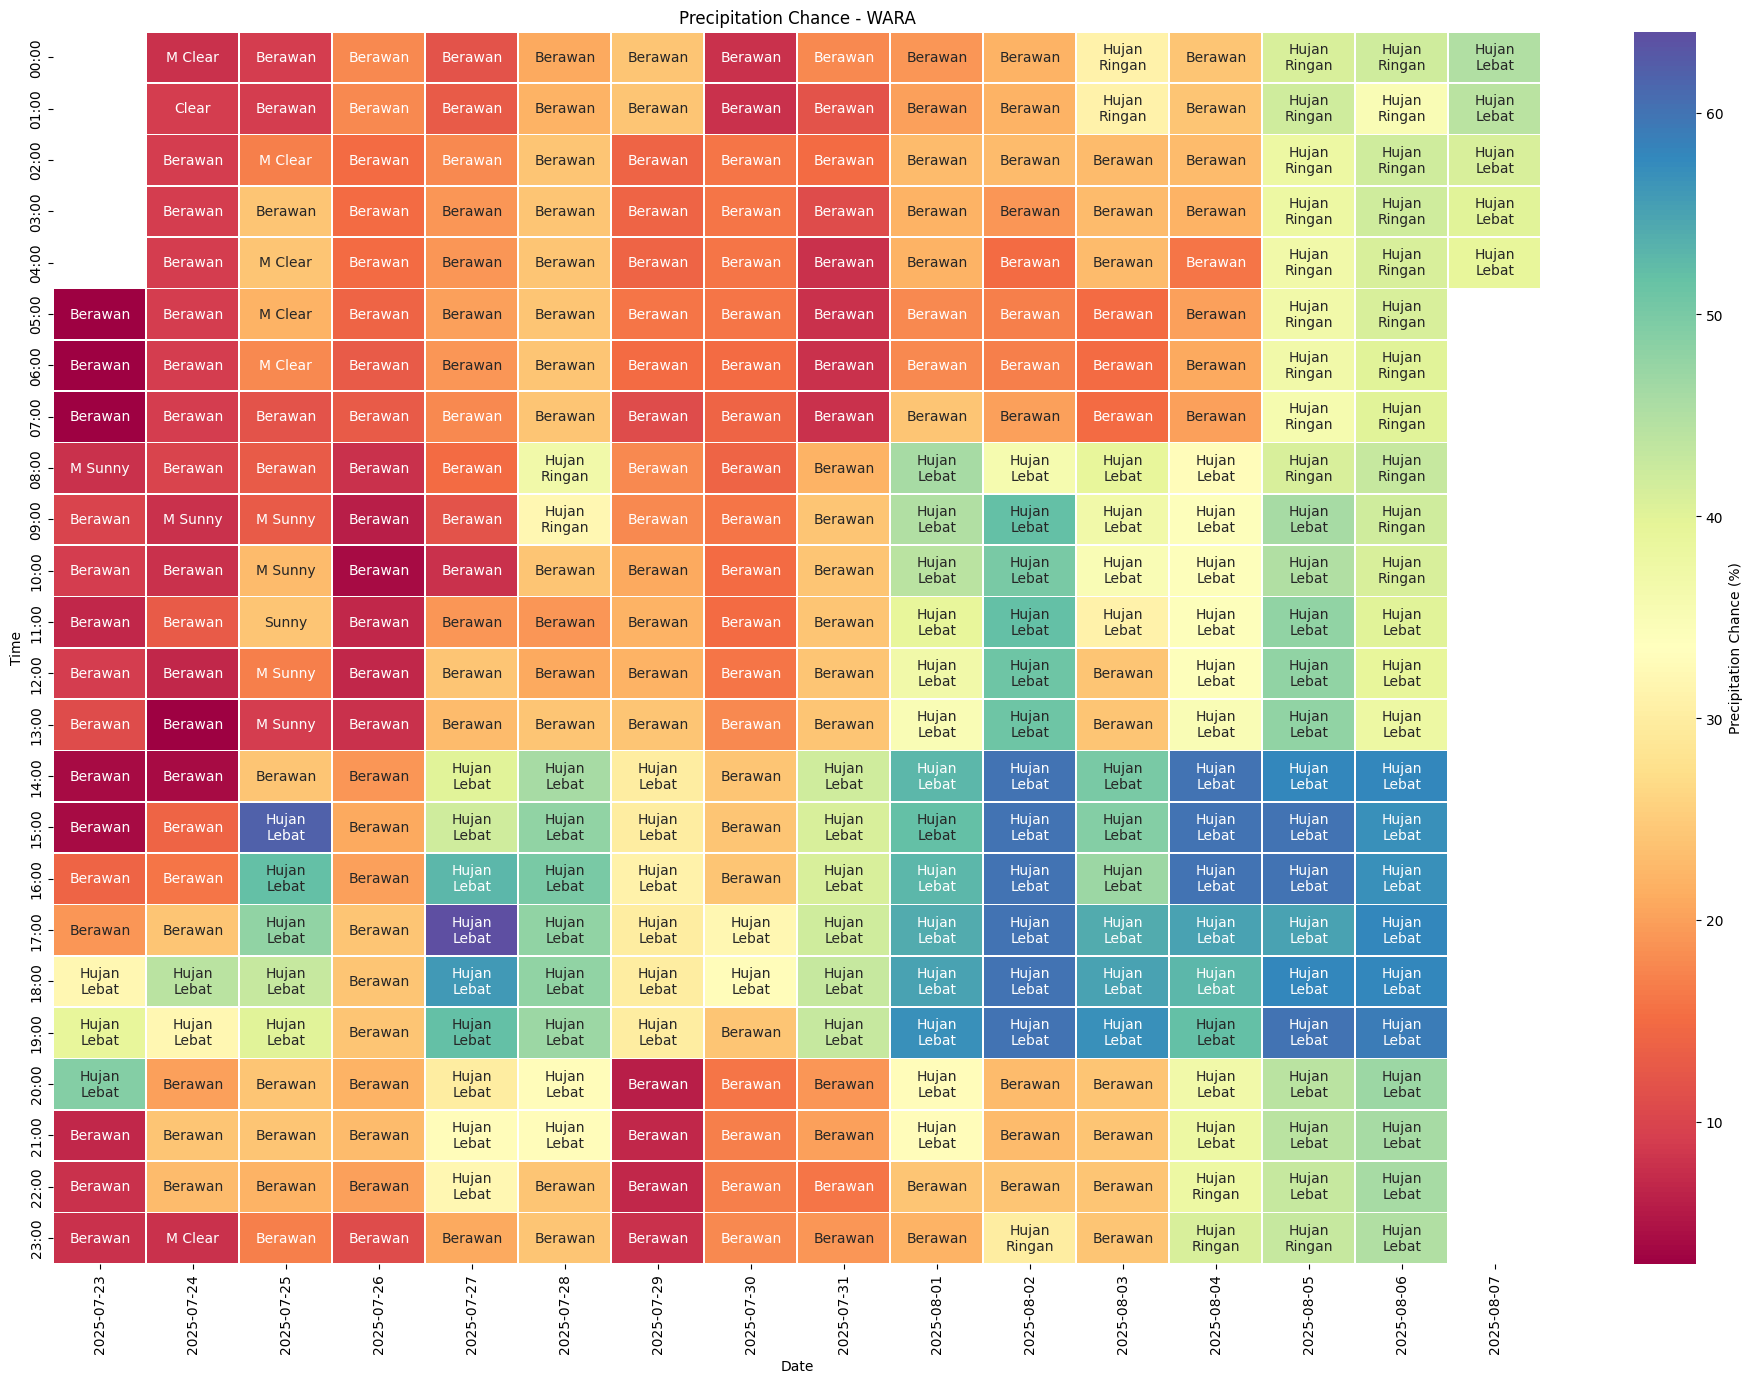 Precipitation Chance - WARA
00:00 M Clear Berawan Berawan Berawan Berawan Berawan Berawan Berawan Berawan Berawan Hujan Ringan Berawan Hujan Ringan Hujan Ringan Hujan Lebat
01:00 Clear Berawan Berawan Berawan Berawan Berawan Berawan Berawan Berawan Berawan Hujan Ringan Berawan Hujan Ringan Hujan Ringan Hujan Lebat
02:00 Berawan M Clear Berawan Berawan Berawan Berawan Berawan Berawan Berawan Berawan Berawan Berawan Hujan Ringan Hujan Ringan Hujan Lebat
03:00 Berawan Berawan Berawan Berawan Berawan Berawan Berawan Berawan Berawan Berawan Berawan Berawan Hujan Ringan Hujan Ringan Hujan Lebat
04:00 Berawan M Clear Berawan Berawan Berawan Berawan Berawan Berawan Berawan Berawan Berawan Berawan Hujan Ringan Hujan Ringan Hujan Lebat
05:00 Berawan Berawan M Clear Berawan Berawan Berawan Berawan Berawan Berawan Berawan Berawan Berawan Berawan Hujan Ringan Hujan Ringan
06:00 Berawan Berawan M Clear Berawan Berawan Berawan Berawan Berawan Berawan Berawan Berawan Berawan Berawan Hujan Ringan Hujan Ringan
07:00 Berawan Berawan Berawan Berawan Berawan Berawan Berawan Berawan Berawan Berawan Berawan Berawan Berawan Hujan Ringan Hujan Ringan
08:00 M Sunny Berawan Berawan Berawan Berawan Hujan Ringan Berawan Berawan Berawan Hujan Lebat Hujan Lebat Hujan Lebat Hujan Lebat Hujan Ringan Hujan Ringan
09:00 Berawan M Sunny M Sunny Berawan Berawan Hujan Ringan Berawan Berawan Berawan Hujan Lebat Hujan Lebat Hujan Lebat Hujan Lebat Hujan Lebat Hujan Ringan
10:00 Berawan Berawan M Sunny Berawan Berawan Berawan Berawan Berawan Berawan Hujan Lebat Hujan Lebat Hujan Lebat Hujan Lebat Hujan Lebat Hujan Ringan
11:00 Berawan Berawan Sunny Berawan Berawan Berawan Berawan Berawan Berawan Hujan Lebat Hujan Lebat Hujan Lebat Hujan Lebat Hujan Lebat Hujan Lebat
12:00 Berawan Berawan M Sunny Berawan Berawan Berawan Berawan Berawan Berawan Hujan Lebat Hujan Lebat Berawan Hujan Lebat Hujan Lebat Hujan Lebat
13:00 Berawan Berawan M Sunny Berawan Berawan Berawan Berawan Berawan Berawan Hujan Lebat Hujan Lebat Berawan Hujan Lebat Hujan Lebat Hujan Lebat
14:00 Berawan Berawan Berawan Berawan Hujan Lebat Hujan Lebat Hujan Lebat Berawan Hujan Lebat Hujan Lebat Hujan Lebat Hujan Lebat Hujan Lebat Hujan Lebat Hujan Lebat
15:00 Berawan Berawan Hujan Lebat Berawan Hujan Lebat Hujan Lebat Hujan Lebat Berawan Hujan Lebat Hujan Lebat Hujan Lebat Hujan Lebat Hujan Lebat Hujan Lebat Hujan Lebat
16:00 Berawan Berawan Hujan Lebat Berawan Hujan Lebat Hujan Lebat Hujan Lebat Berawan Hujan Lebat Hujan Lebat Hujan Lebat Hujan Lebat Hujan Lebat Hujan Lebat Hujan Lebat
17:00 Berawan Berawan Hujan Lebat Berawan Hujan Lebat Hujan Lebat Hujan Lebat Hujan Lebat Hujan Lebat Hujan Lebat Hujan Lebat Hujan Lebat Hujan Lebat Hujan Lebat Hujan Lebat
18:00 Hujan Lebat Hujan Lebat Hujan Lebat Berawan Hujan Lebat Hujan Lebat Hujan Lebat Hujan Lebat Hujan Lebat Hujan Lebat Hujan Lebat Hujan Lebat Hujan Lebat Hujan Lebat Hujan Lebat
19:00 Hujan Lebat Hujan Lebat Hujan Lebat Berawan Hujan Lebat Hujan Lebat Hujan Lebat Berawan Hujan Lebat Hujan Lebat Hujan Lebat Hujan Lebat Hujan Lebat Hujan Lebat Hujan Lebat
20:00 Hujan Lebat Berawan Berawan Berawan Hujan Lebat Hujan Lebat Berawan Berawan Berawan Hujan Lebat Berawan Berawan Hujan Lebat Hujan Lebat Hujan Lebat
21:00 Berawan Berawan Berawan Berawan Hujan Lebat Hujan Lebat Berawan Berawan Berawan Hujan Lebat Berawan Berawan Hujan Lebat Hujan Lebat Hujan Lebat
22:00 Berawan Berawan Berawan Berawan Hujan Lebat Berawan Berawan Berawan Berawan Berawan Berawan Berawan Hujan Ringan Hujan Lebat Hujan Lebat
23:00 Berawan M Clear Berawan Berawan Berawan Berawan Berawan Berawan Berawan Berawan Hujan Ringan Berawan Hujan Ringan Hujan Ringan Hujan Lebat
2025-07-23 2025-07-24 2025-07-25 2025-07-26 2025-07-27 2025-07-28 2025-07-29 2025-07-30 2025-07-31 2025-08-01 2025-08-02 2025-08-03 2025-08-04 2025-08-05 2025-08-06 2025-08-07
Time
Date
60
50
40
30
20
10
Precipitation Chance (%)